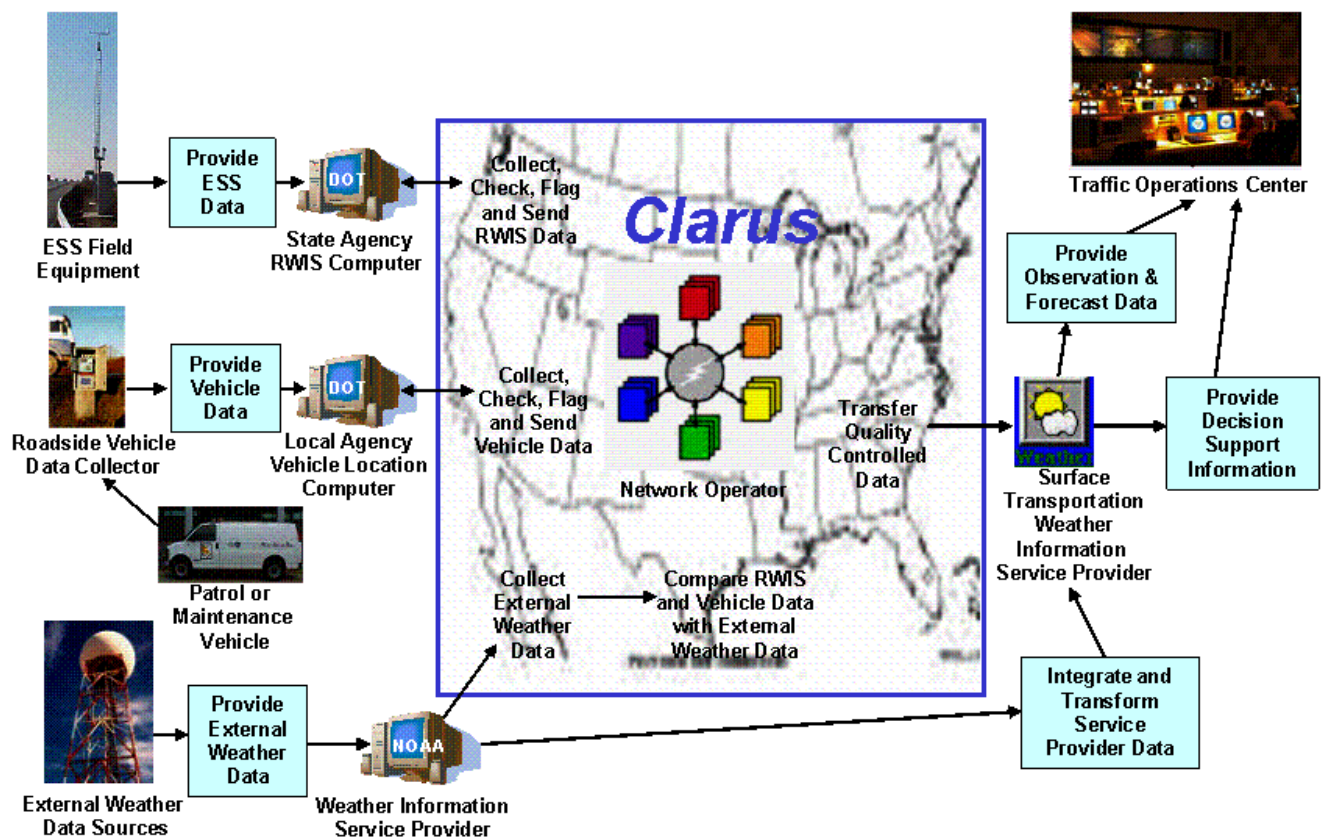 Provide
ESS
Data
DOT
Collect,
Check, Flag
and Send
RWIS Data
ESS Field
Equipment
State Agency
RWIS Computer
Clarus
Traffic Operations Center
Provide
Observation &
Forecast Data
Provide
Vehicle
Data
DOT
Collect,
Check, Flag
and Send
Vehicle Data
Roadside Vehicle
Data Collector
Local Agency
Vehicle Location
Computer
Network Operator
Transfer
Quality
Controlled
Data
Weather
Surface
Transportation
Weather
Information
Service Provider
Provide
Decision
Support
Information
Patrol or
Maintenance
Vehicle
Collect
External
Weather
Data
Compare RWIS
and Vehicle Data
with External
Weather Data
Provide
External
Weather
Data
NOAA
External Weather
Data Sources
Weather Information
Service Provider
Integrate and
Transform
Service
Provider Data